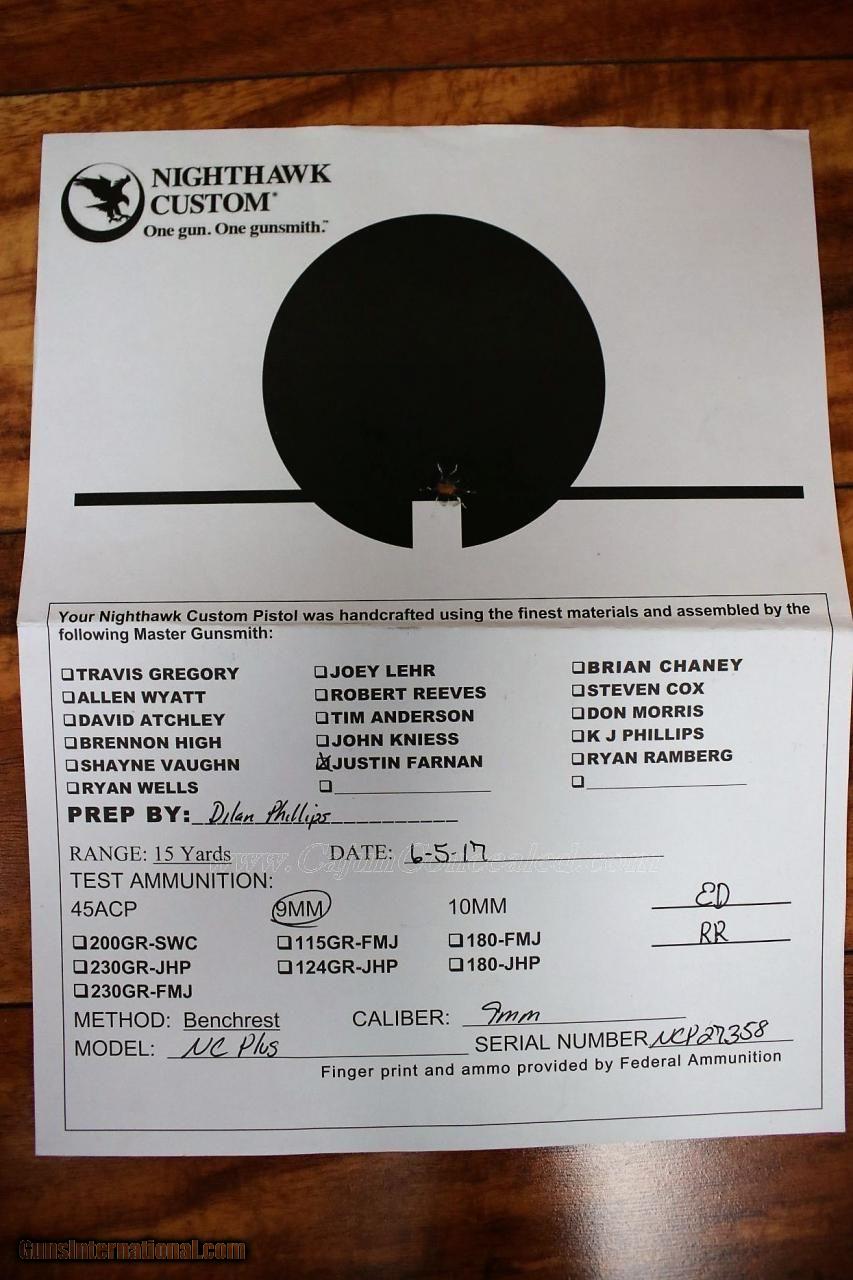 NIGHTHAWK
CUSTOM
One gun. One gunsmith.™
Your Nighthawk Custom Pistol was handcrafted using the finest materials and assembled by the
following Master Gunsmith:
❑TRAVIS GREGORY ❑JOEY LEHR ❑BRIAN CHANEY
❑ALLEN WYATT ❑ROBERT REEVES ❑STEVEN COX
❑DAVID ATCHLEY ❑TIM ANDERSON ❑DON MORRIS
❑BRENNON HIGH ❑JOHN KNIESS ❑K J PHILLIPS
❑SHAYNE VAUGHN ☒JUSTIN FARNAN ❑RYAN RAMBERG
❑RYAN WELLS ❑ ❑
PREP BY: Dilan Phillips
RANGE: 15 Yards DATE: 6-5-17
www.CajunConcealed.com
TEST AMMUNITION:
45ACP 9MM 10MM ED
❑200GR-SWC ❑115GR-FMJ ❑180-FMJ RR
❑230GR-JHP ❑124GR-JHP ❑180-JHP
❑230GR-FMJ
METHOD: Benchrest CALIBER: 9mm
MODEL: NC Plus SERIAL NUMBER NCP27358
Finger print and ammo provided by Federal Ammunition
GunsInternational.com